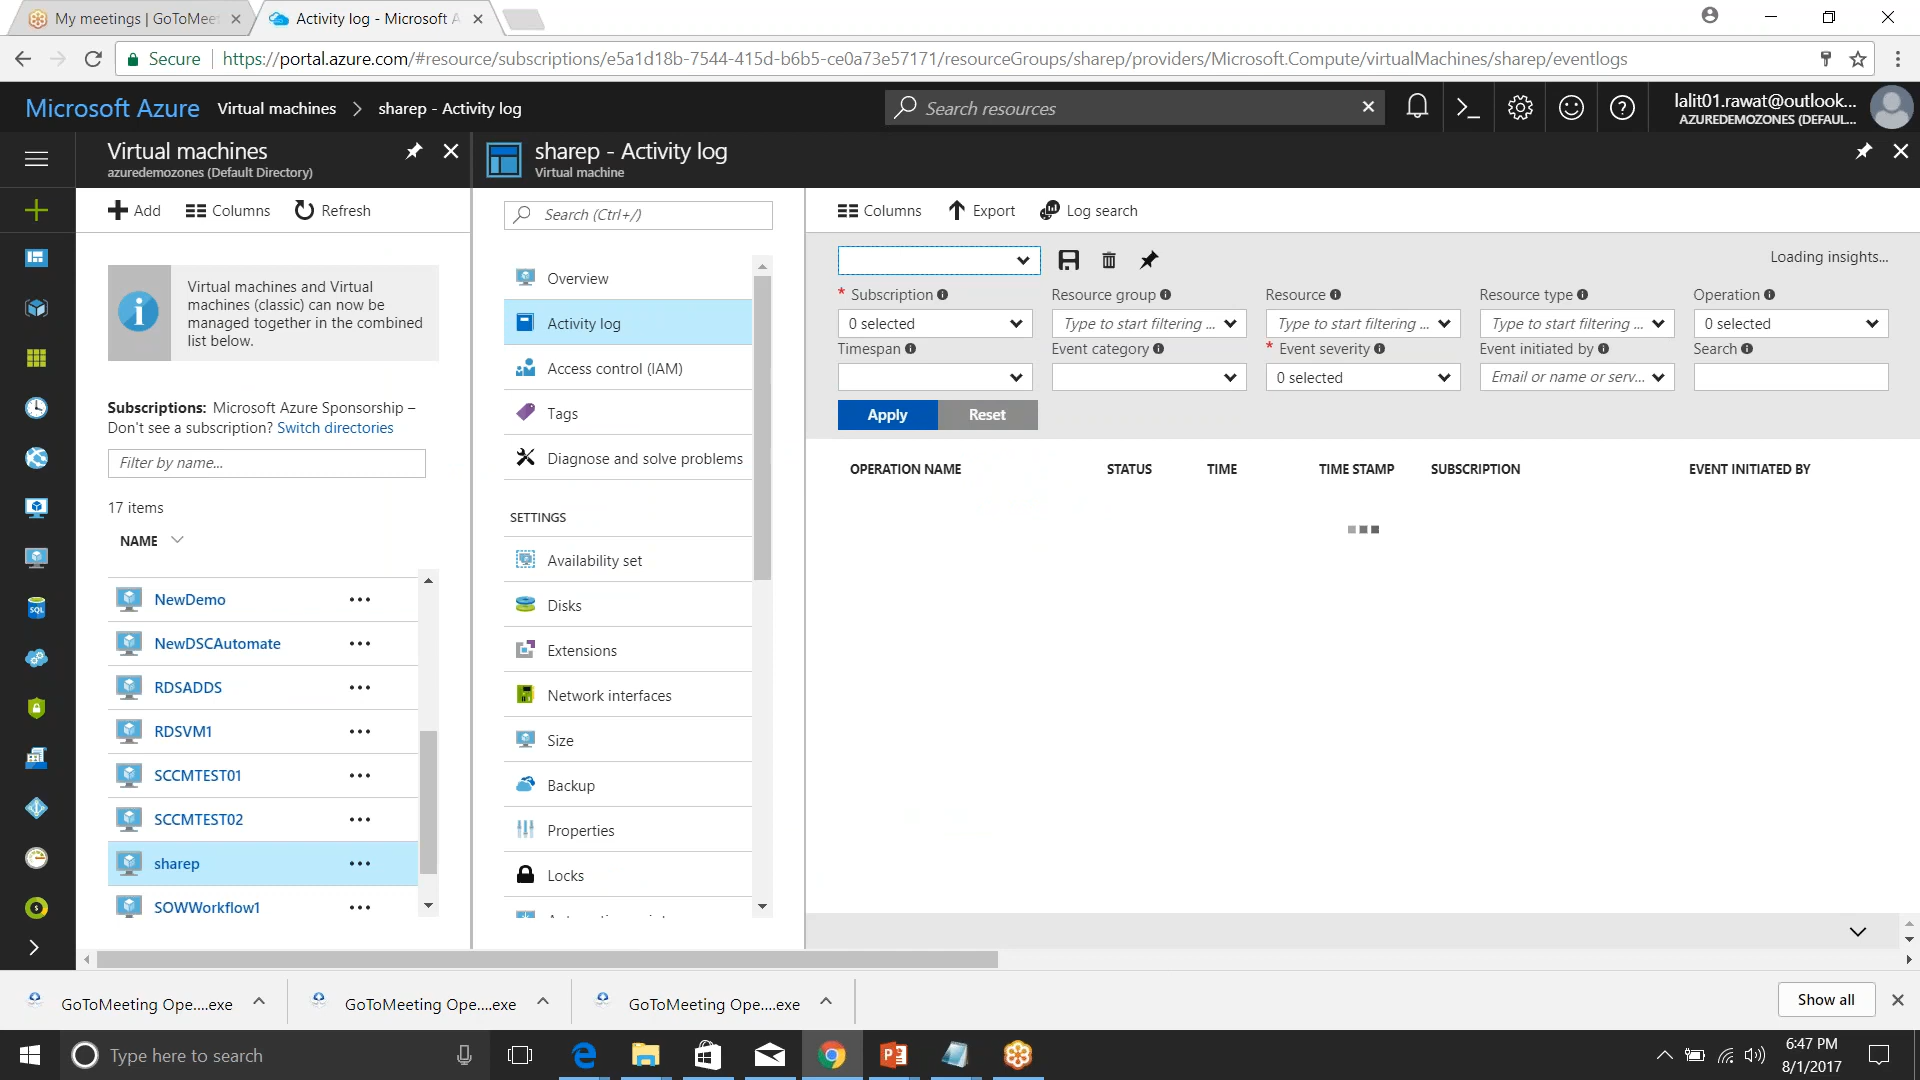 My meetings | GoToMeet
Activity log - Microsoft A
Secure
https://portal.azure.com/#resource/subscriptions/e5a1d18b-7544-415d-b6b5-ce0a73e57171/resourceGroups/sharep/providers/Microsoft.Compute/virtualMachines/sharep/eventlogs
Microsoft Azure
Virtual machines > sharep - Activity log
Search resources
lalit01.rawat@outlook...
AZUREDEMOZONES (DEFAUL...
Virtual machines
azuredemozones (Default Directory)
Add
Columns
Refresh
Virtual machines and Virtual
machines (classic) can now be
managed together in the combined
list below.
Subscriptions: Microsoft Azure Sponsorship –
Don't see a subscription? Switch directories
Filter by name...
17 items
NAME
NewDemo
NewDSCAutomate
RDSADDS
RDSVM1
SCCMTEST01
SCCMTEST02
sharep
SOWWorkflow1
sharep - Activity log
Virtual machine
Search (Ctrl+/)
Overview
Activity log
Access control (IAM)
Tags
Diagnose and solve problems
SETTINGS
Availability set
Disks
Extensions
Network interfaces
Size
Backup
Properties
Locks
Columns
Export
Log search
Loading insights...
* Subscription
Resource group
Resource
Resource type
Operation
0 selected
Type to start filtering ...
Type to start filtering ...
Type to start filtering ...
0 selected
Timespan
Event category
* Event severity
Event initiated by
Search
0 selected
Email or name or serv...
Apply
Reset
OPERATION NAME
STATUS
TIME
TIME STAMP
SUBSCRIPTION
EVENT INITIATED BY
GoToMeeting Ope....exe
GoToMeeting Ope....exe
GoToMeeting Ope....exe
Show all
Type here to search
6:47 PM
8/1/2017